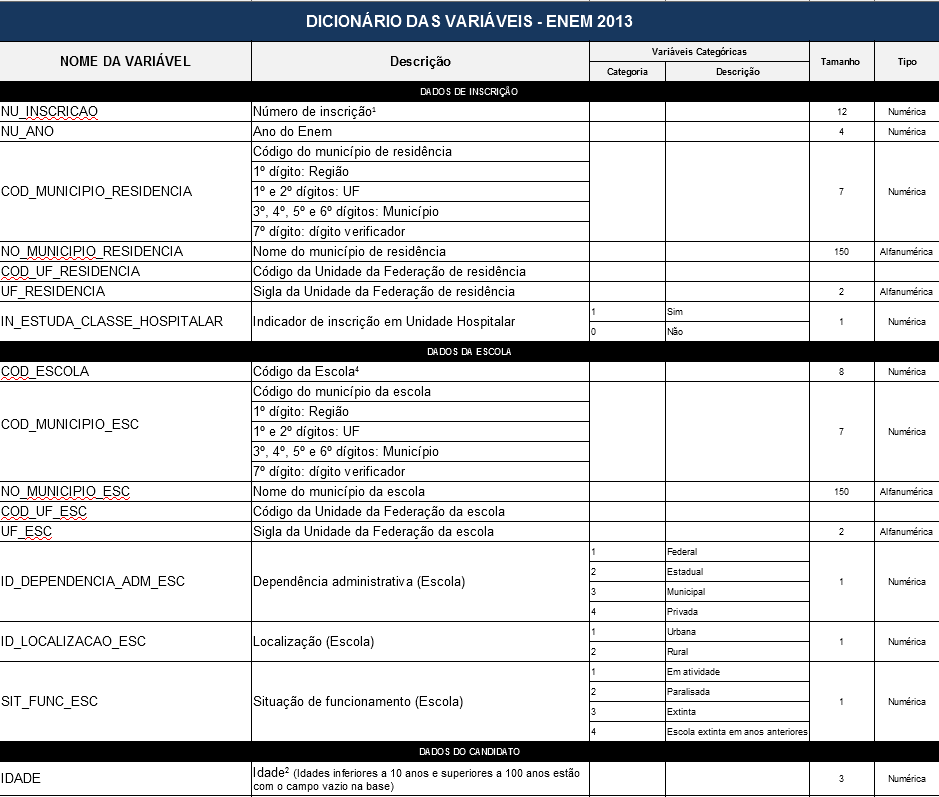 DICIONÁRIO DAS VARIÁVEIS - ENEM 2013
NOME DA VARIÁVEL Descrição Variáveis Categóricas Tamanho Tipo
Categoria Descrição
DADOS DE INSCRIÇÃO
NU_INSCRICAO Número de inscrição¹ 12 Numérica
NU_ANO Ano do Enem 4 Numérica
Código do município de residência
1º dígito: Região
COD_MUNICIPIO_RESIDENCIA 1º e 2º dígitos: UF 7 Numérica
3º, 4º, 5º e 6º dígitos: Município
7º dígito: dígito verificador
NO_MUNICIPIO_RESIDENCIA Nome do município de residência 150 Alfanumérica
COD_UF_RESIDENCIA Código da Unidade da Federação de residência
UF_RESIDENCIA Sigla da Unidade da Federação de residência 2 Alfanumérica
IN_ESTUDA_CLASSE_HOSPITALAR Indicador de inscrição em Unidade Hospitalar 1 Sim 1 Numérica
0 Não
DADOS DA ESCOLA
COD_ESCOLA Código da Escola⁴ 8 Numérica
Código do município da escola
1º dígito: Região
COD_MUNICIPIO_ESC 1º e 2º dígitos: UF 7 Numérica
3º, 4º, 5º e 6º dígitos: Município
7º dígito: dígito verificador
NO_MUNICIPIO_ESC Nome do município da escola 150 Alfanumérica
COD_UF_ESC Código da Unidade da Federação da escola
UF_ESC Sigla da Unidade da Federação da escola 2 Alfanumérica
ID_DEPENDENCIA_ADM_ESC Dependência administrativa (Escola) 1 Federal 1 Numérica
2 Estadual
3 Municipal
4 Privada
ID_LOCALIZACAO_ESC Localização (Escola) 1 Urbana 1 Numérica
2 Rural
SIT_FUNC_ESC Situação de funcionamento (Escola) 1 Em atividade 1 Numérica
2 Paralisada
3 Extinta
4 Escola extinta em anos anteriores
DADOS DO CANDIDATO
IDADE Idade² (Idades inferiores a 10 anos e superiores a 100 anos estão 3 Numérica
com o campo vazio na base)